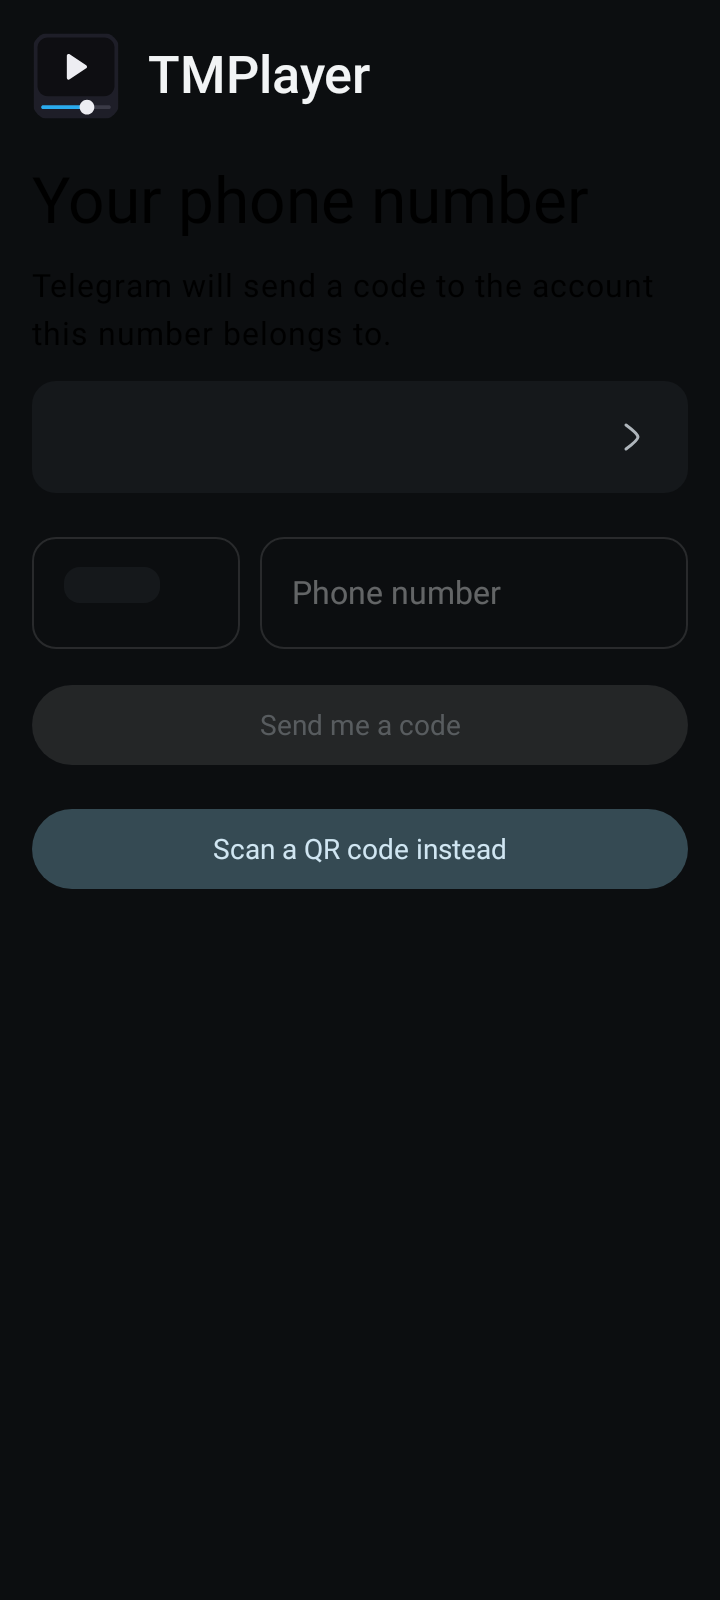 TMPlayer
Your phone number
Telegram will send a code to the account
this number belongs to.
Phone number
Send me a code
Scan a QR code instead